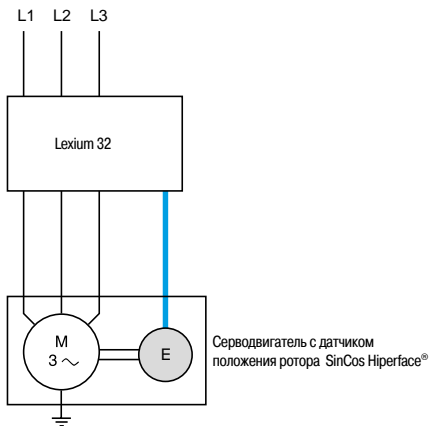 L1 L2 L3
Lexium 32
M
3 ~
E
Серводвигатель с датчиком
положения ротора SinCos Hiperface®